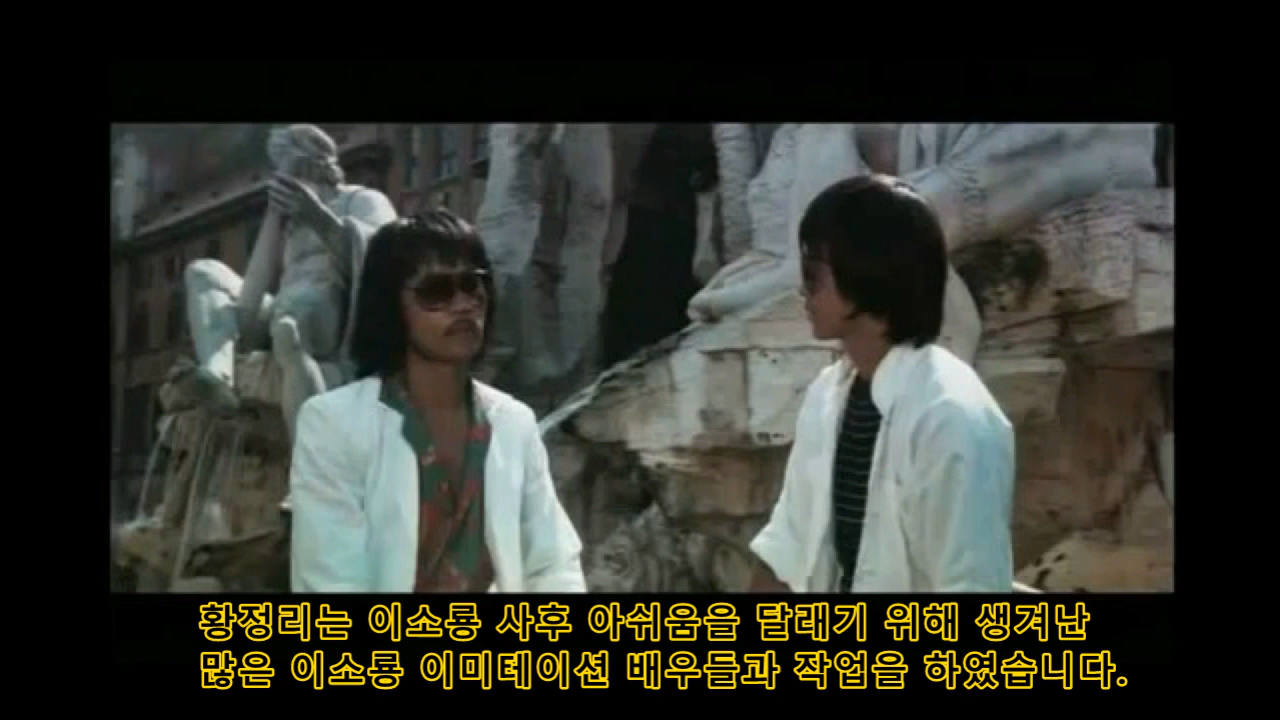 황정리는 이소룡 사후 아쉬움을 달래기 위해 생겨난
많은 이소룡 이미테이션 배우들과 작업을 하였습니다.